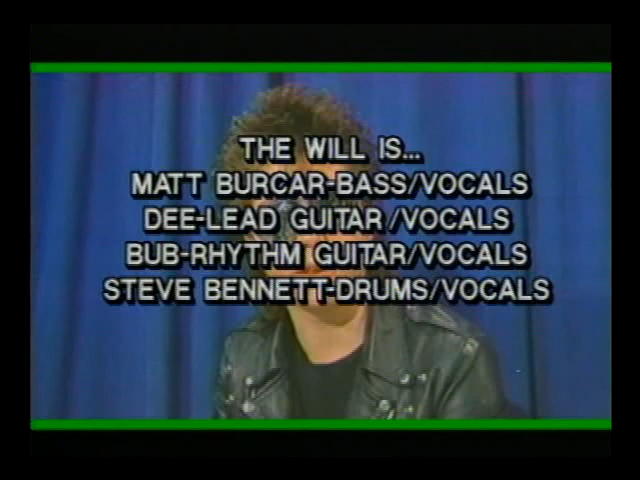 THE WILL IS...
MATT BURCAR-BASS/VOCALS
DEE-LEAD GUITAR/VOCALS
BUB-RHYTHM GUITAR/VOCALS
STEVE BENNETT-DRUMS/VOCALS